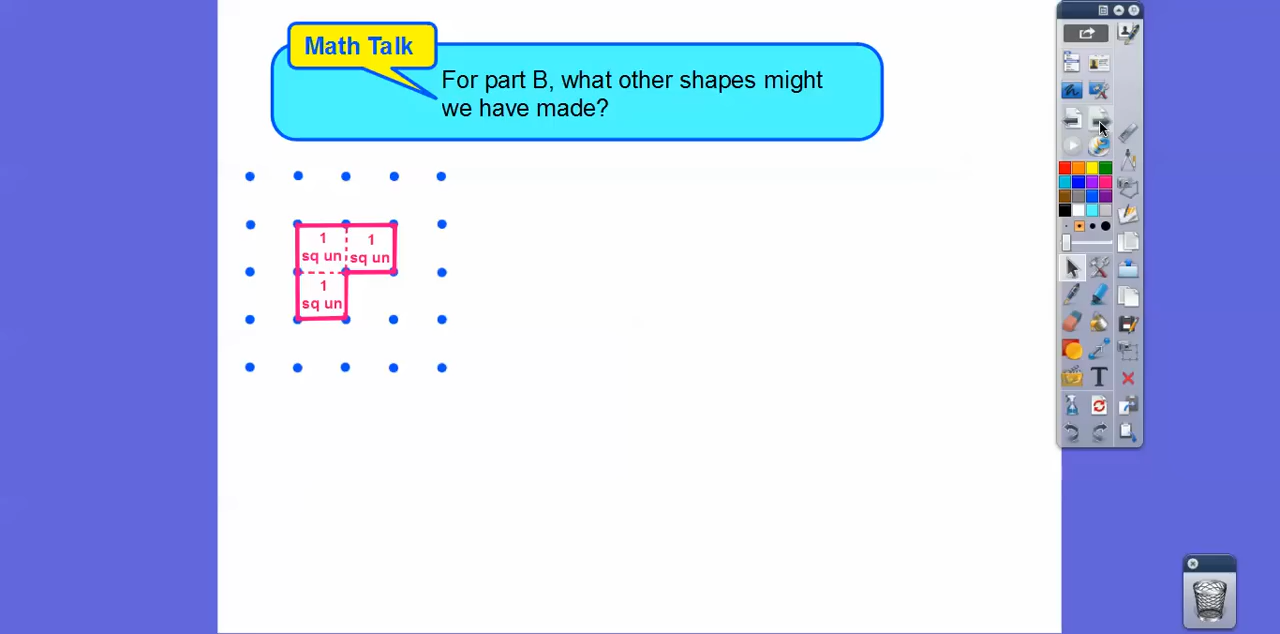 Math Talk
For part B, what other shapes might
we have made?
1
sq un
1
sq un
1
sq un
T